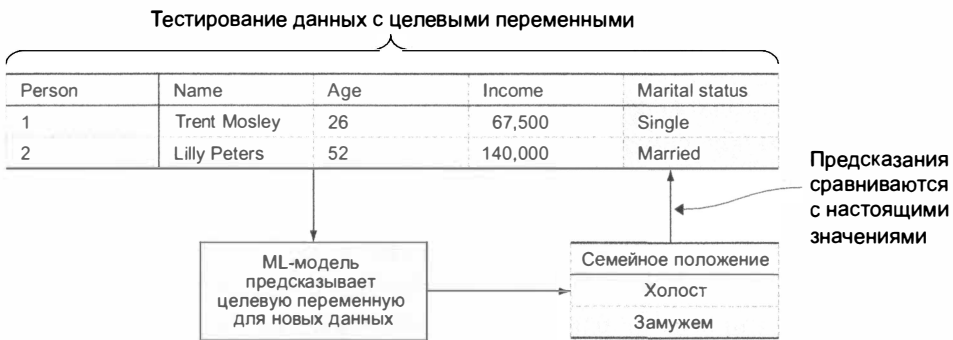 Тестирование данных с целевыми переменными
Person Name Age Income Marital status
1 Trent Mosley 26 67,500 Single
2 Lilly Peters 52 140,000 Married
Предсказания
сравниваются
с настоящими
значениями
ML-модель
предсказывает
целевую переменную
для новых данных
Семейное положение
Холост
Замужем